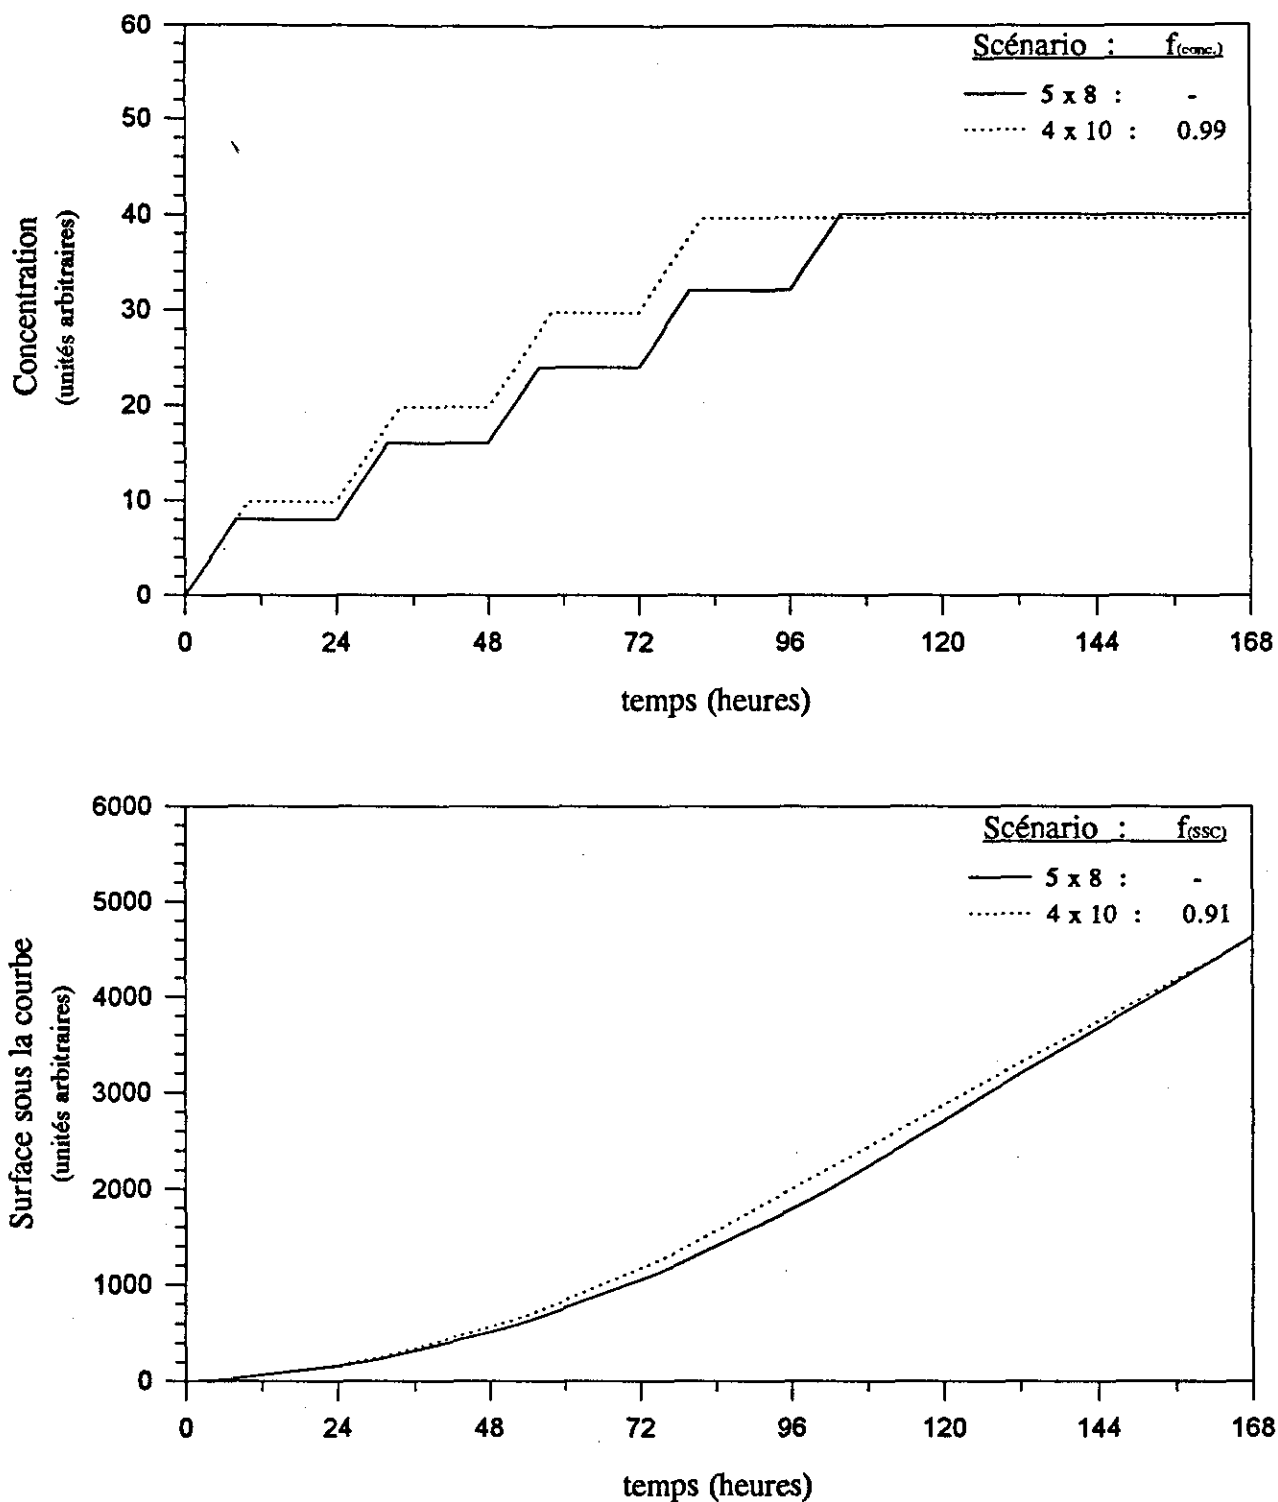 60
50
40
30
20
10
0
Concentration
(unités arbitraires)
Scénario : f(conc.)
5 x 8 : -
4 x 10 : 0.99
0 24 48 72 96 120 144 168
temps (heures)
6000
5000
4000
3000
2000
1000
0
Surface sous la courbe
(unités arbitraires)
Scénario : f(SSC)
5 x 8 : -
4 x 10 : 0.91
0 24 48 72 96 120 144 168
temps (heures)